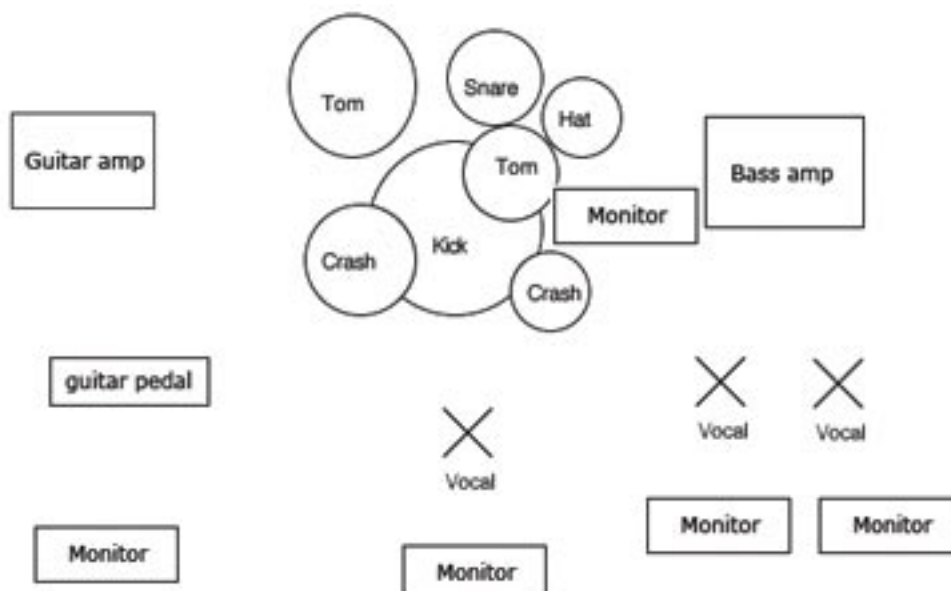 Snare
Tom
Hat
Guitar amp
Tom
Bass amp
Monitor
Kick
Crash
Crash
guitar pedal
Vocal
Vocal
Vocal
Monitor
Monitor
Monitor
Monitor